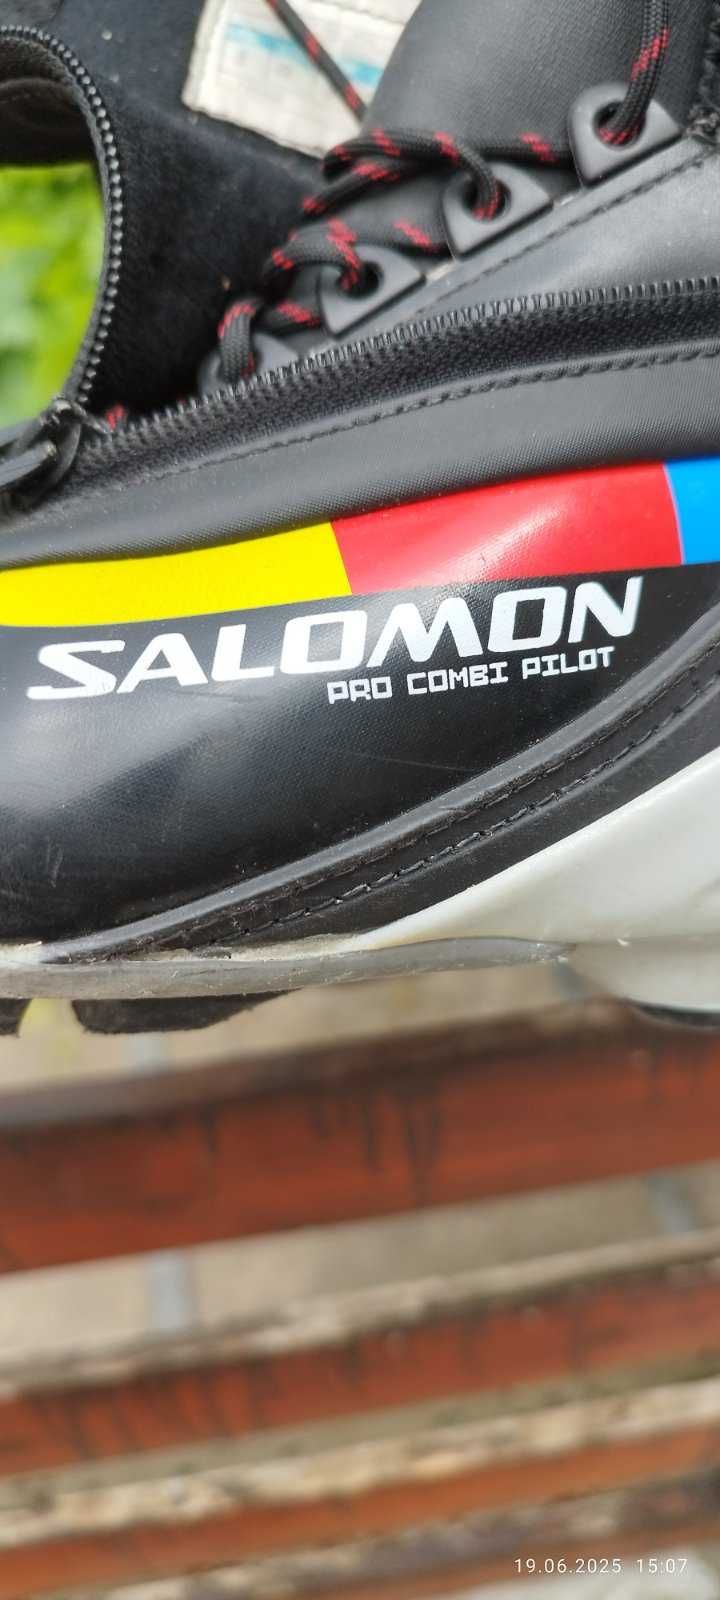 SALOMON
PRO COMBI PILOT
19.06.2025 15:07